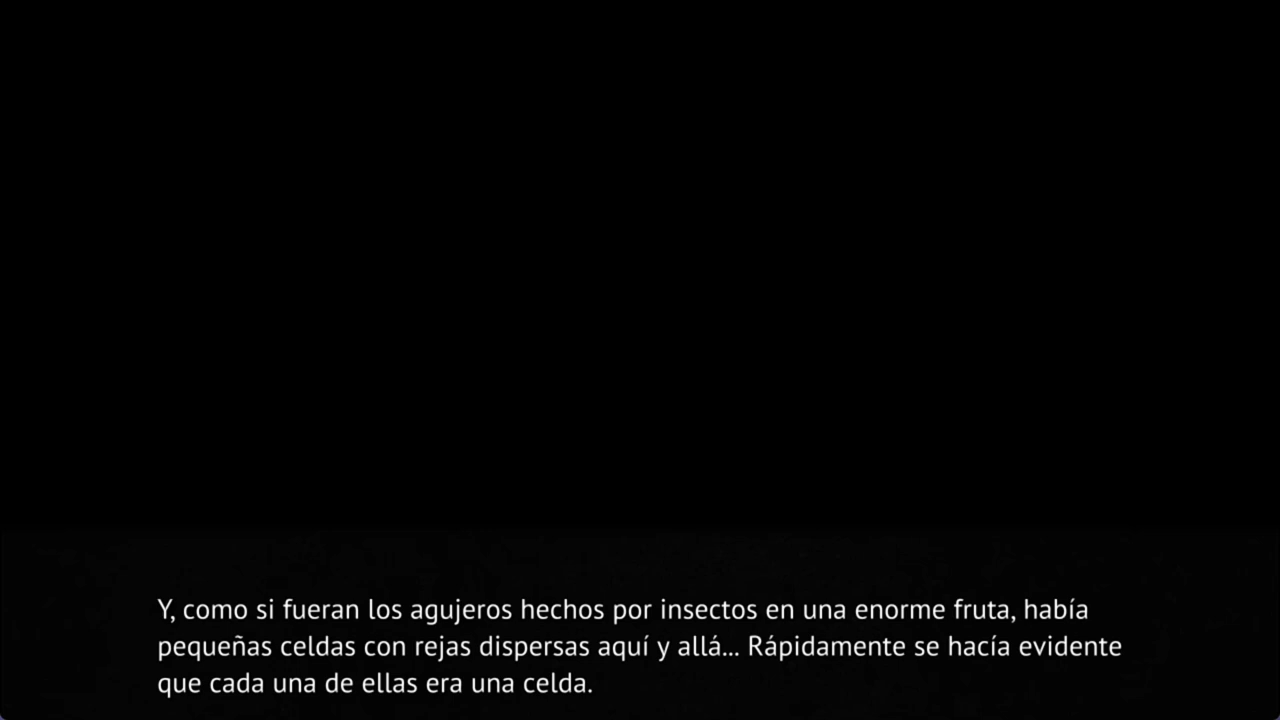 Y, como si fueran los agujeros hechos por insectos en una enorme fruta, había
pequeñas celdas con rejas dispersas aquí y allá... Rápidamente se hacía evidente
que cada una de ellas era una celda.